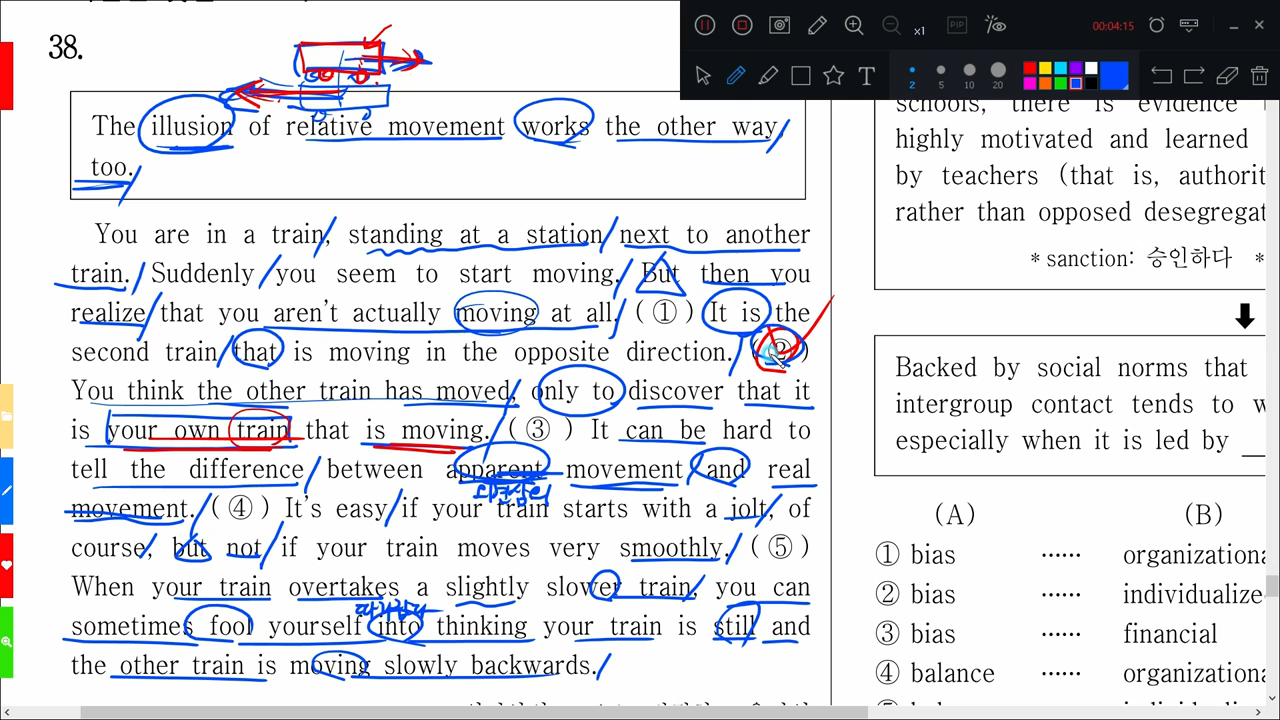 38.
The illusion of relative movement works the other way,
too.
You are in a train, standing at a station next to another
train. Suddenly you seem to start moving. But then you
realize that you aren't actually moving at all. ( ① ) It is the
second train that is moving in the opposite direction. ( ② )
You think the other train has moved, only to discover that it
is your own train that is moving. ( ③ ) It can be hard to
tell the difference between apparent movement and real
movement. ( ④ ) It's easy if your train starts with a jolt, of
course, but not if your train moves very smoothly. ( ⑤ )
When your train overtakes a slightly slower train, you can
sometimes fool yourself into thinking your train is still and
the other train is moving slowly backwards.
x1
PIP
00:04:15
2 5 10 20
schools, there is evidence
highly motivated and learned
by teachers (that is,
rather than opposed
* sanction: 승인하다 *
Backed by social norms that
intergroup contact tends to
especially when it is led by
(A) (B)
① bias ······
② bias ······
③ bias ······ financial
④ balance ······